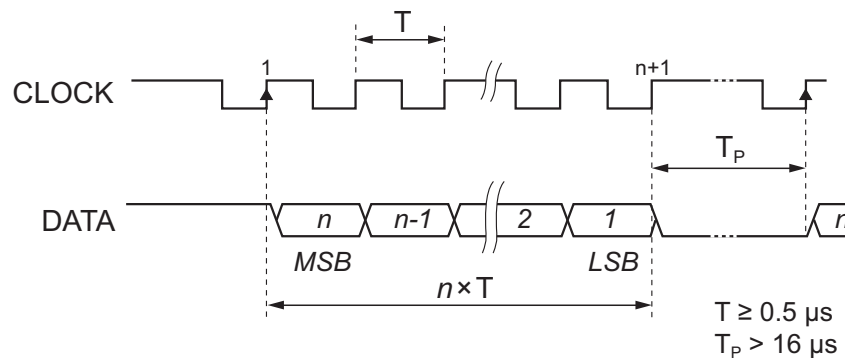 T
1
n+1
CLOCK
T_P
DATA
n
n-1
2
1
n
MSB
LSB
n × T
T ≥ 0.5 µs
T_P > 16 µs